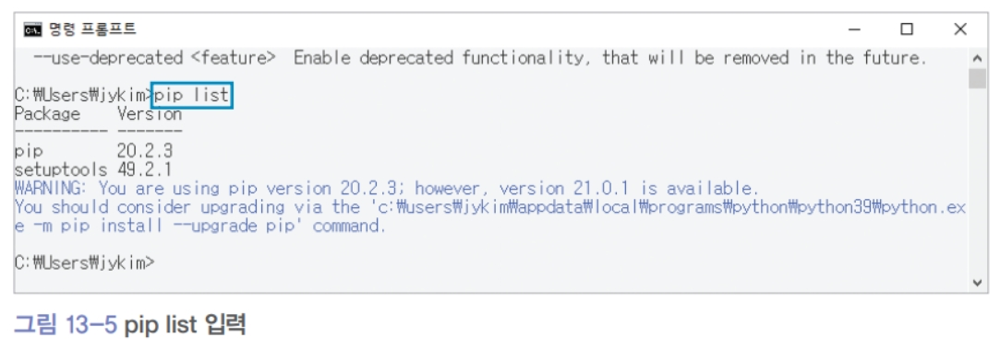 명령 프롬프트
--use-deprecated <feature> Enable deprecated functionality, that will be removed in the future.
C:₩Users₩jykim>pip list
Package Version
---------- -------
pip 20.2.3
setuptools 49.2.1
WARNING: You are using pip version 20.2.3; however, version 21.0.1 is available.
You should consider upgrading via the 'c:₩users₩jykim₩appdata₩local₩programs₩python₩python39₩python.ex
e -m pip install --upgrade pip' command.
C:₩Users₩jykim>
그림 13-5 pip list 입력